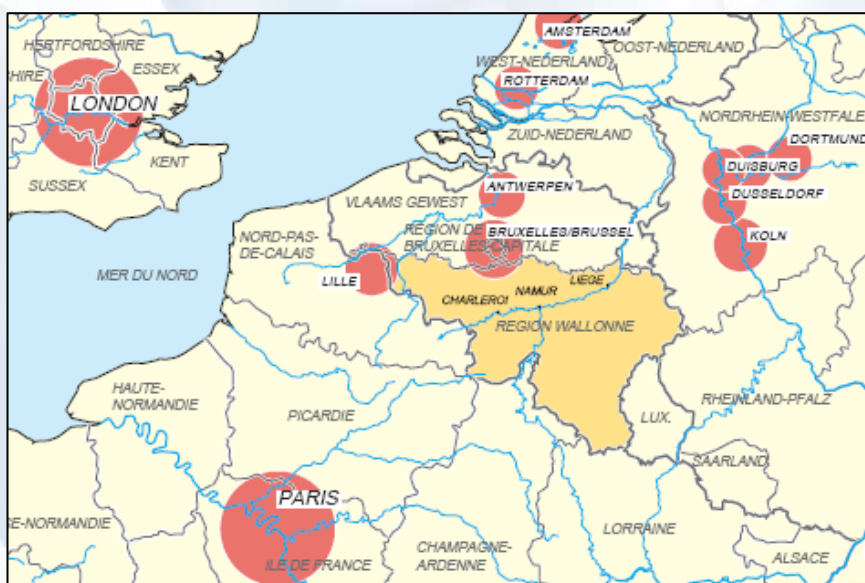 AMSTERDAM
HERTFORDSHIRE
OOST-NEDERLAND
WEST-NEDERLAND
ESSEX
SHIRE
ROTTERDAM
LONDON
NORDRHEIN-WESTFALE
ZUID-NEDERLAND
DORTMUND
KENT
DUISBURG
SUSSEX
ANTWERPEN
DUSSELDORF
VLAAMS GEWEST
REGION DE
BRUXELLES/BRUSSEL
KOLN
NORD-PAS-
DE-CALAIS
BRUXELLES-CAPITALE
MER DU NORD
LILLE
LIEGE
NAMUR
CHARLEROI
REGION WALLONNE
HAUTE-
NORMANDIE
PICARDIE
LUX.
RHEINLAND-PFALZ
SAARLAND
PARIS
SE-NORMANDIE
LORRAINE
CHAMPAGNE-
ARDENNE
ILE DE FRANCE
ALSACE